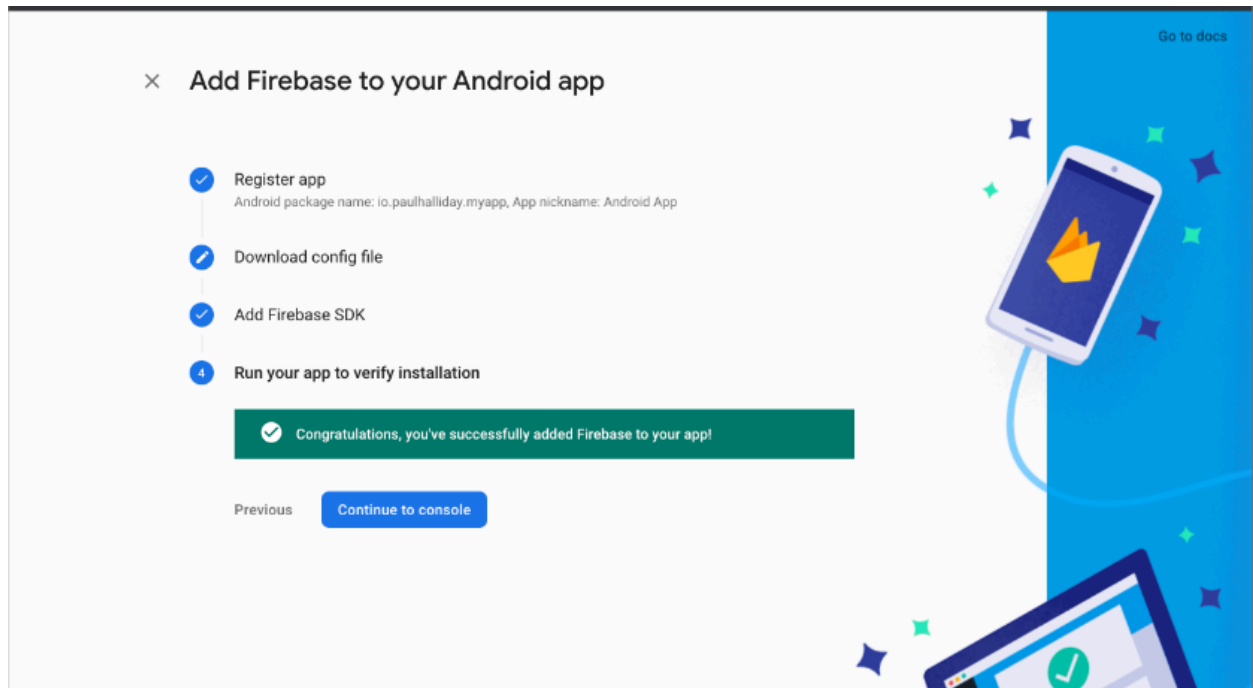 Go to docs
Add Firebase to your Android app
Register app
Android package name: io.paulhalliday.myapp, App nickname: Android App
Download config file
Add Firebase SDK
4
Run your app to verify installation
Congratulations, you've successfully added Firebase to your app!
Previous
Continue to console